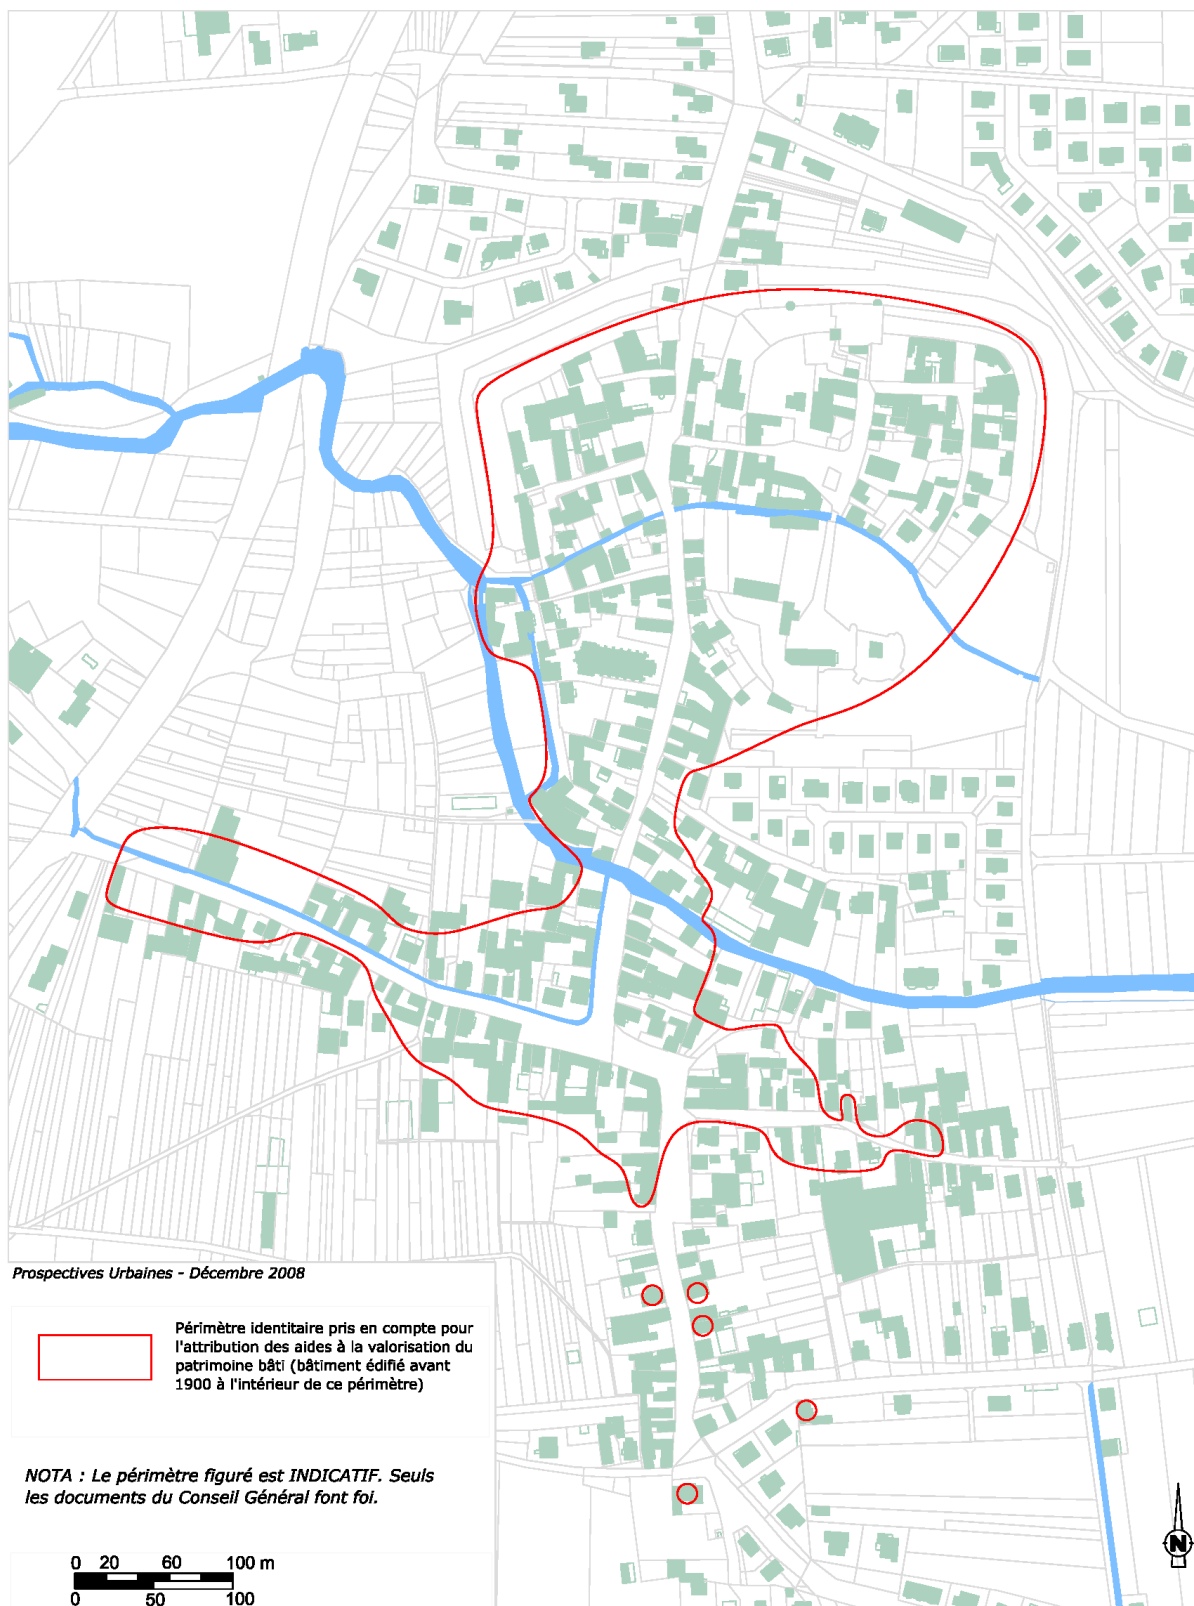 Prospectives Urbaines - Décembre 2008
Périmètre identitaire pris en compte pour
l'attribution des aides à la valorisation du
patrimoine bâti (bâtiment édifié avant
1900 à l'intérieur de ce périmètre)
NOTA : Le périmètre figuré est INDICATIF. Seuls
les documents du Conseil Général font foi.
0 20 60 100 m
0 50 100
N